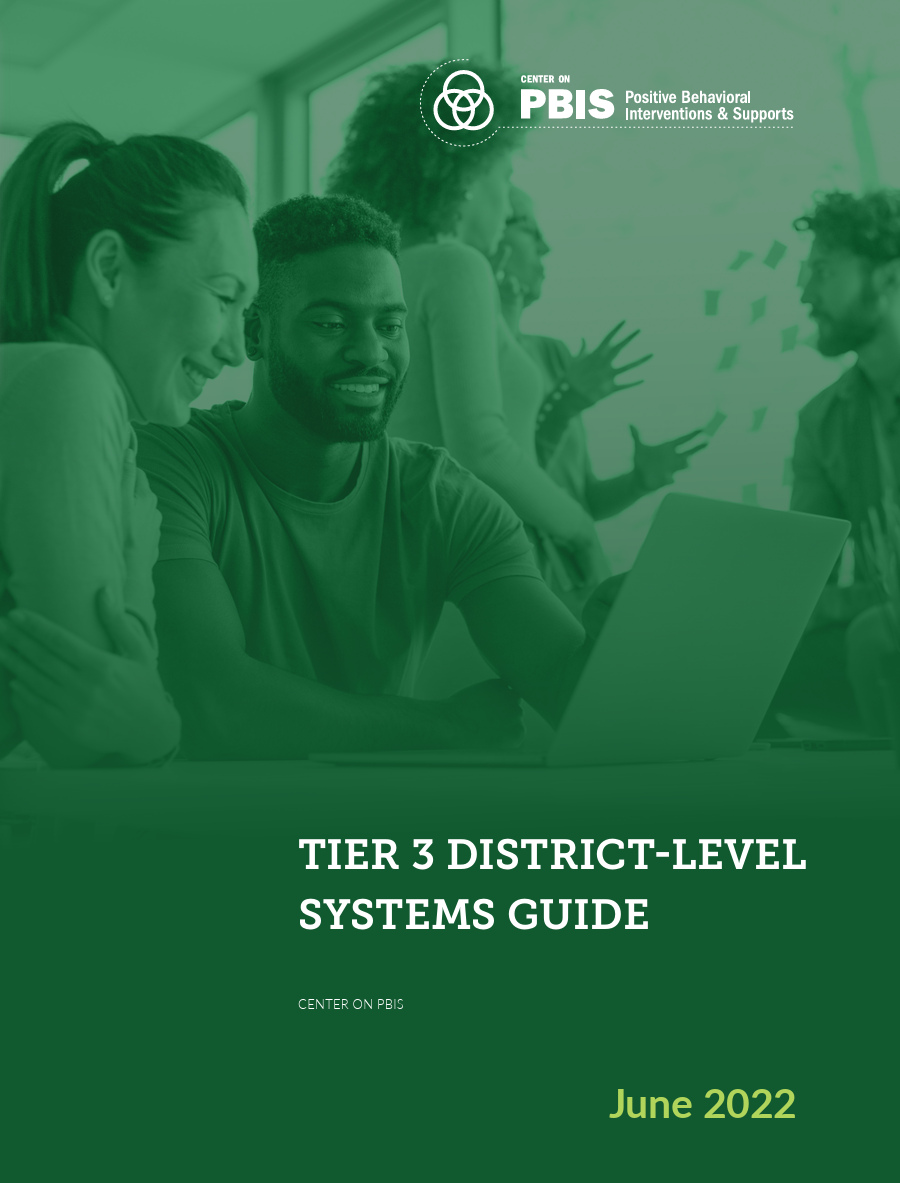 CENTER ON
PBIS
Positive Behavioral
Interventions & Supports
TIER 3 DISTRICT-LEVEL
SYSTEMS GUIDE
CENTER ON PBIS
June 2022